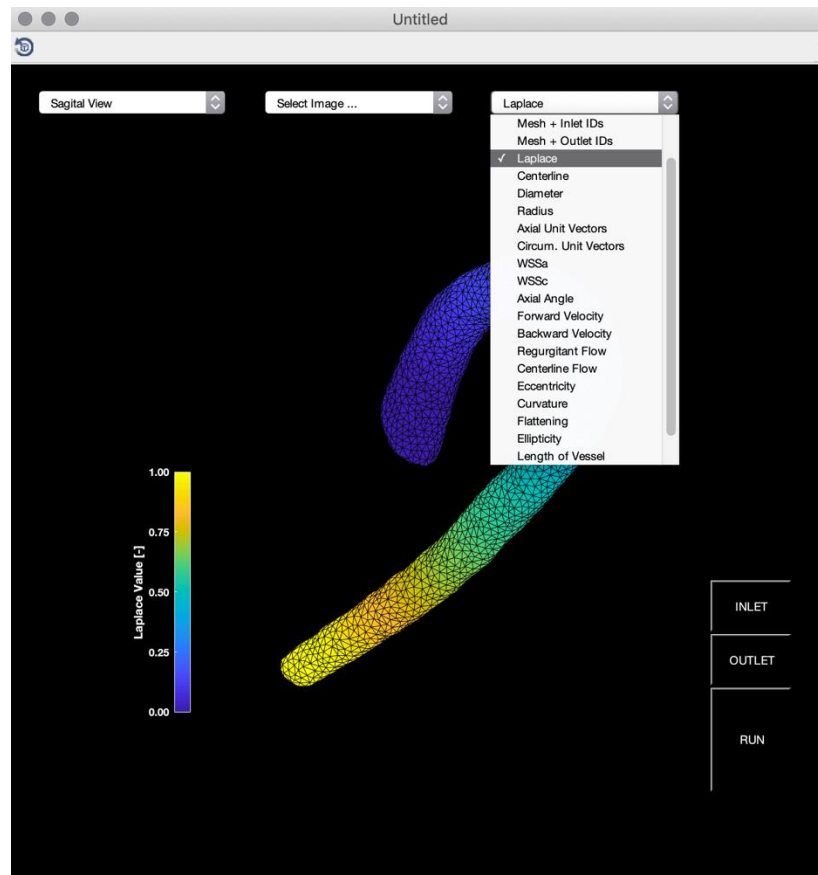 Untitled
Sagital View
Select Image ...
Laplace
Mesh + Inlet IDs
Mesh + Outlet IDs
✓ Laplace
Centerline
Diameter
Radius
Axial Unit Vectors
Circum. Unit Vectors
WSSa
WSSc
Axial Angle
Forward Velocity
Backward Velocity
Regurgitant Flow
Centerline Flow
Eccentricity
Curvature
Flattening
Ellipticity
Length of Vessel
1.00
0.75
0.50
0.25
0.00
Laplace Value [-]
INLET
OUTLET
RUN